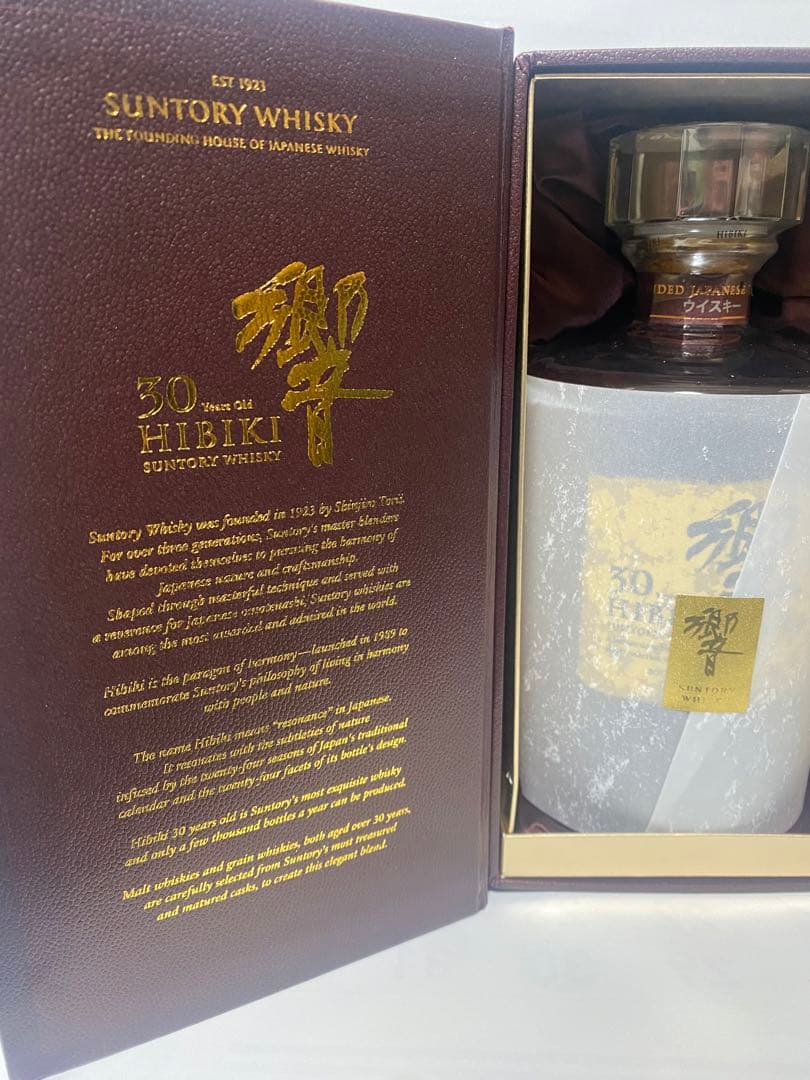 EST 1923
SUNTORY WHISKY
THE FOUNDING HOUSE OF JAPANESE WHISKY
響
30 Years Old
HIBIKI
SUNTORY WHISKY
Suntory Whisky was founded in 1923 by Shinjiro Torii.
For over three generations, Suntory's master blenders
have devoted themselves to pursuing the harmony of
Japanese nature and craftsmanship.
Shaped through masterful technique and served with
a reverence for Japanese omotenashi, Suntory whiskies are
among the most awarded and admired in the world.
Hibiki is the paragon of harmony—launched in 1989 to
commemorate Suntory's philosophy of living in harmony
with people and nature.
The name Hibiki means "resonance" in Japanese.
It resonates with the subtleties of nature
infused by the twenty-four seasons of Japan's traditional
calendar and the twenty-four facets of its bottle's design.
Hibiki 30 years old is Suntory's most exquisite whisky
and only a few thousand bottles a year can be produced.
Malt whiskies and grain whiskies, both aged over 30 years,
are carefully selected from Suntory's most treasured
and matured casks, to create this elegant blend.
HIBIKI
DED JAPANESE
ウイスキー
響
30
HIB
響
SUNTORY
WHI